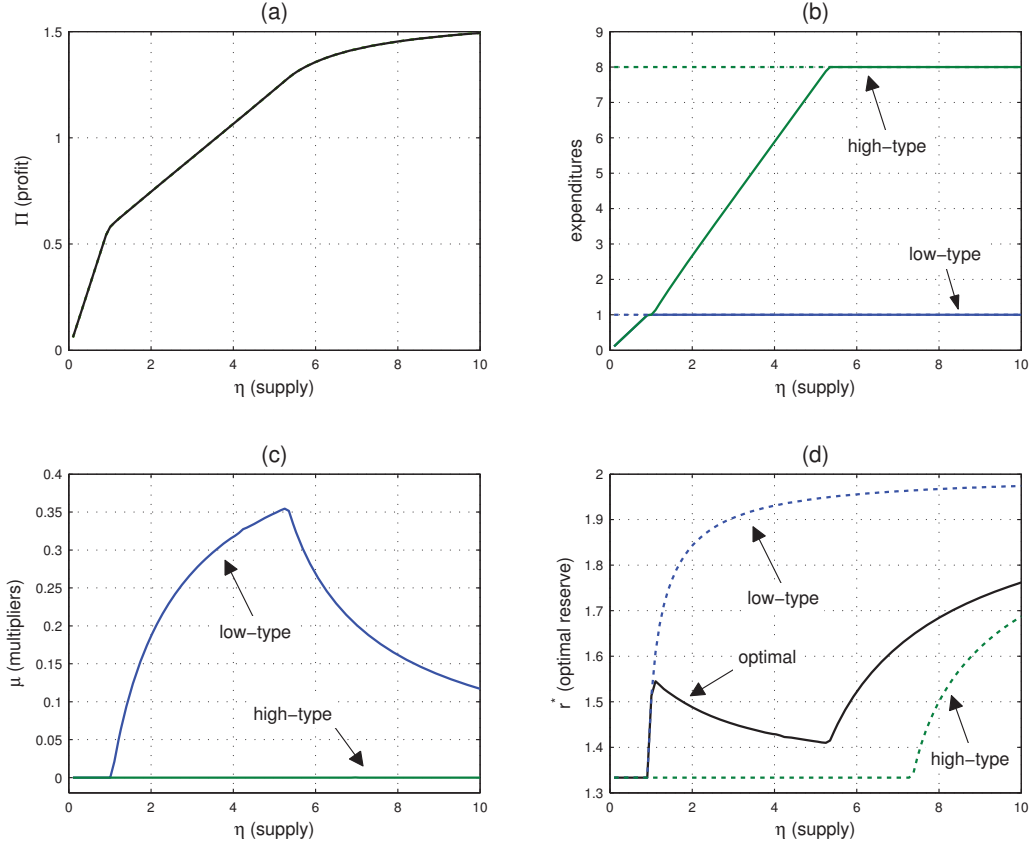 (a)
1.5
1
0.5
0
0 2 4 6 8 10
Π (profit)
η (supply)
(b)
9
8
7
6
5
4
3
2
1
0
0 2 4 6 8 10
expenditures
high−type
low−type
η (supply)
(c)
0.4
0.35
0.3
0.25
0.2
0.15
0.1
0.05
0
0 2 4 6 8 10
μ (multipliers)
low−type
high−type
η (supply)
(d)
2
1.9
1.8
1.7
1.6
1.5
1.4
1.3
0 2 4 6 8 10
r* (optimal reserve)
low−type
optimal
high−type
η (supply)